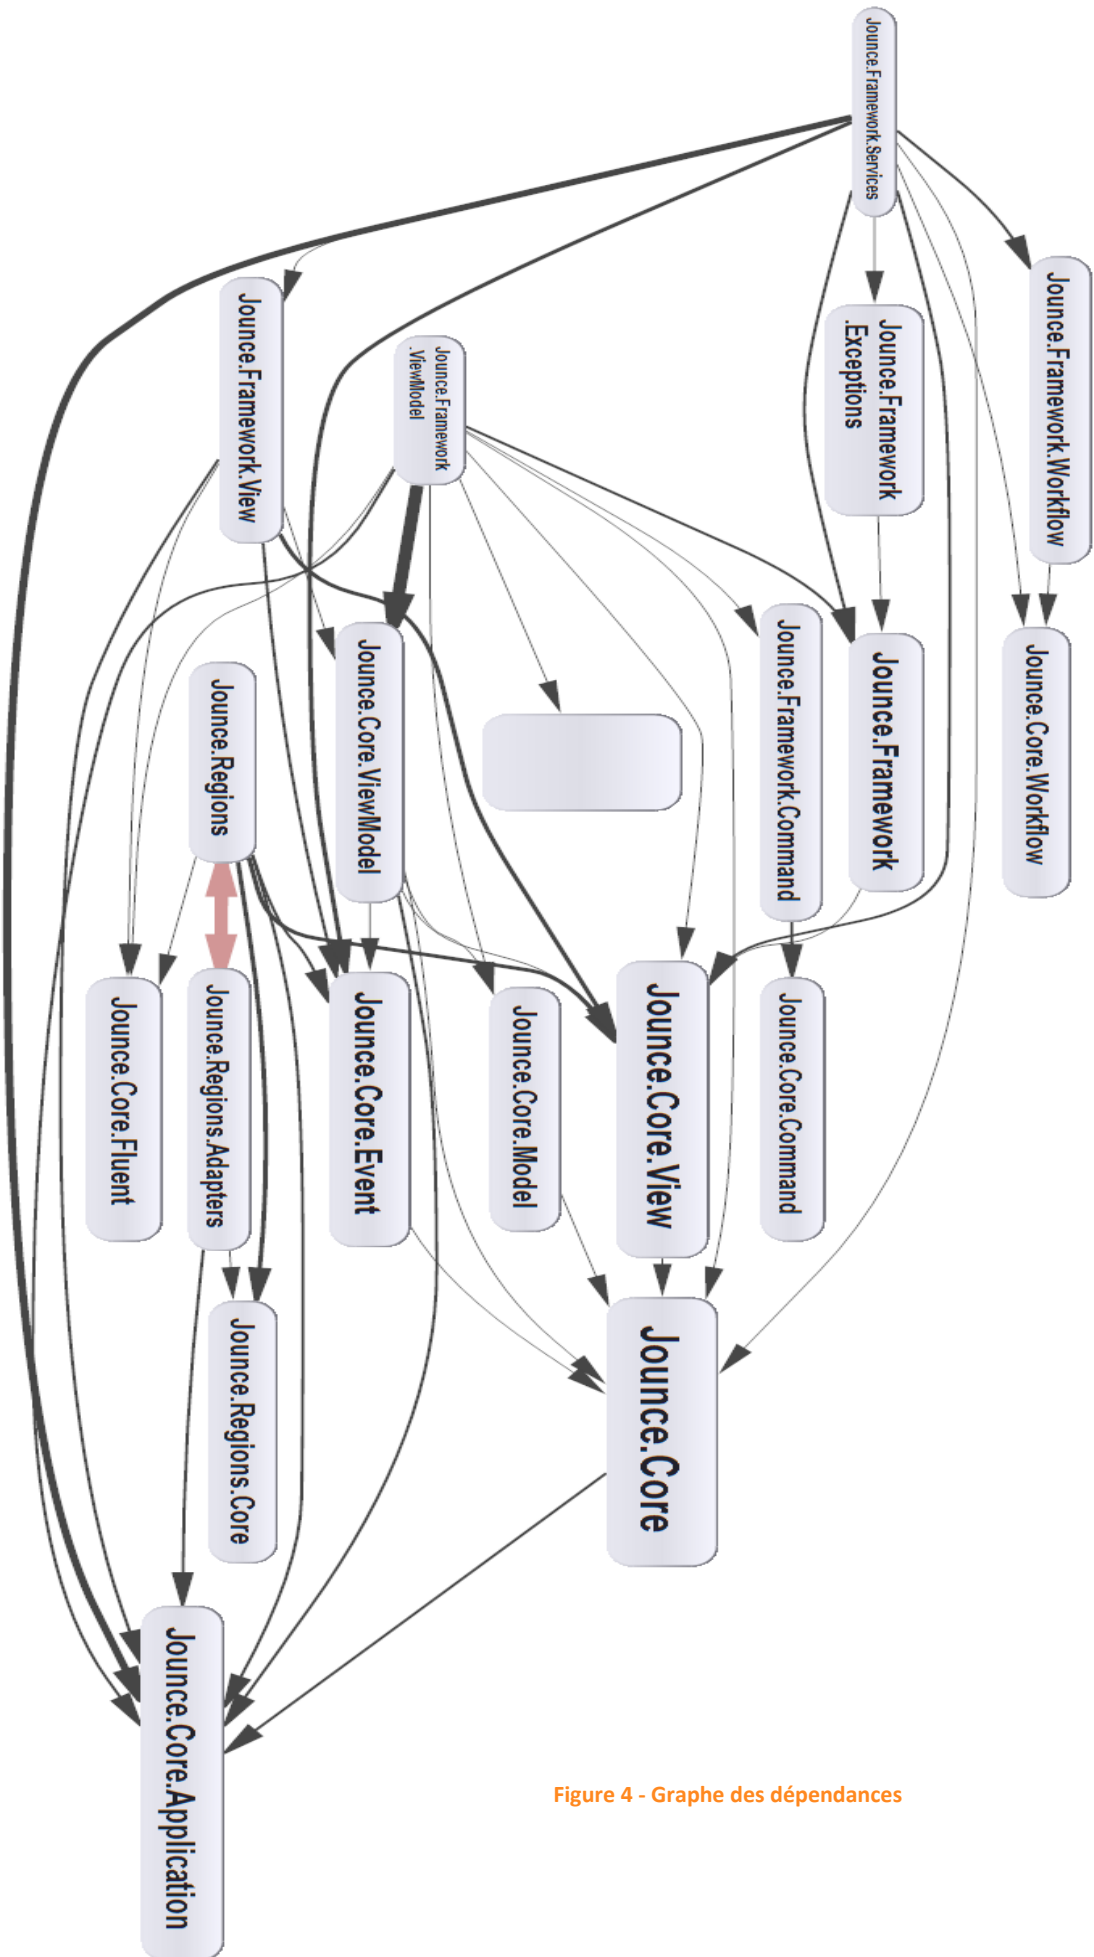 Jounce.Framework.Services
Jounce.Framework.Workflow
Jounce.Framework
.Exceptions
Jounce.Framework.View
Jounce.Framework
.ViewModel
Jounce.Core.Workflow
Jounce.Framework
Jounce.Framework.Command
Jounce.Core.ViewModel
Jounce.Regions
Jounce.Core.Command
Jounce.Core.View
Jounce.Core.Model
Jounce.Core.Event
Jounce.Regions.Adapters
Jounce.Core.Fluent
Jounce.Core
Jounce.Regions.Core
Jounce.Core.Application
Figure 4 - Graphe des dépendances